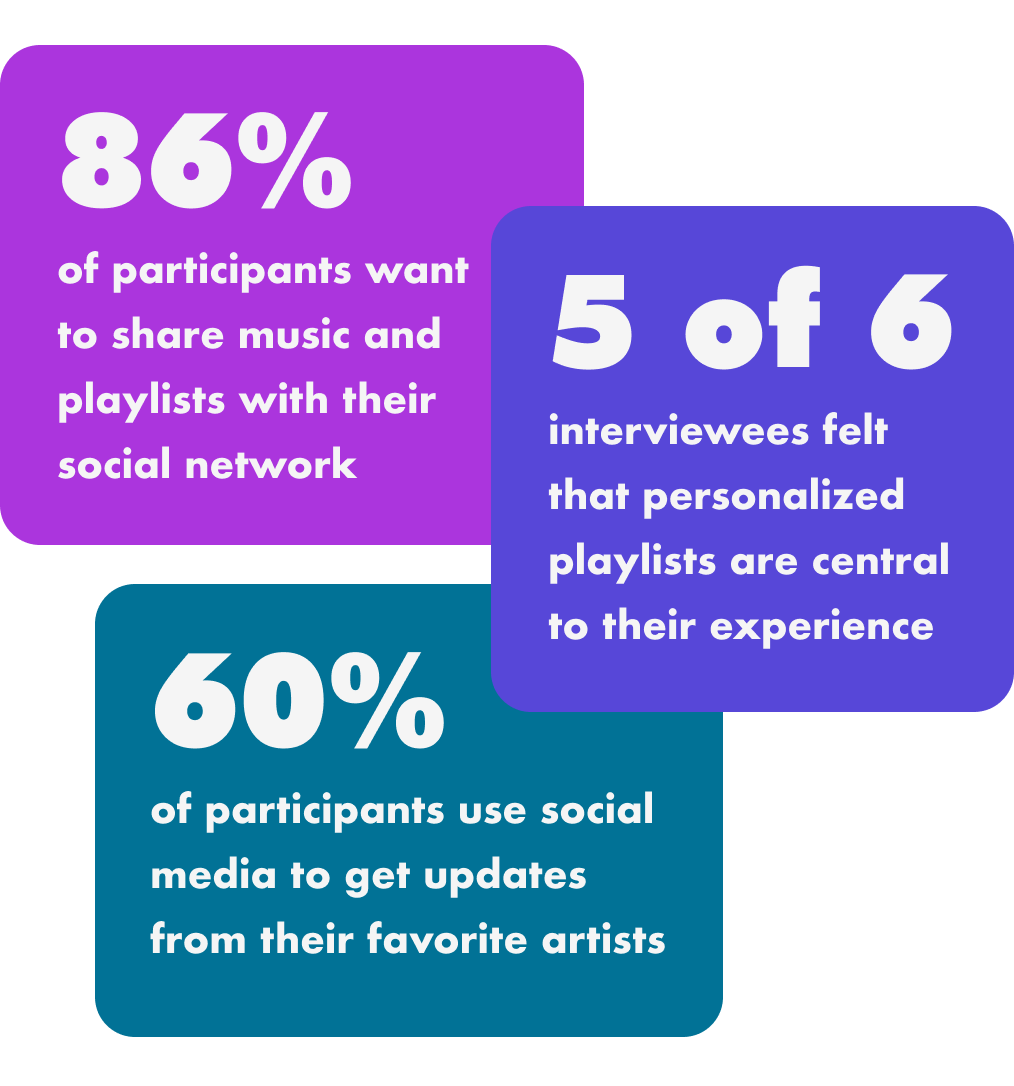 86%
of participants want
to share music and
playlists with their
social network
5 of 6
interviewees felt
that personalized
playlists are central
to their experience
60%
of participants use social
media to get updates
from their favorite artists